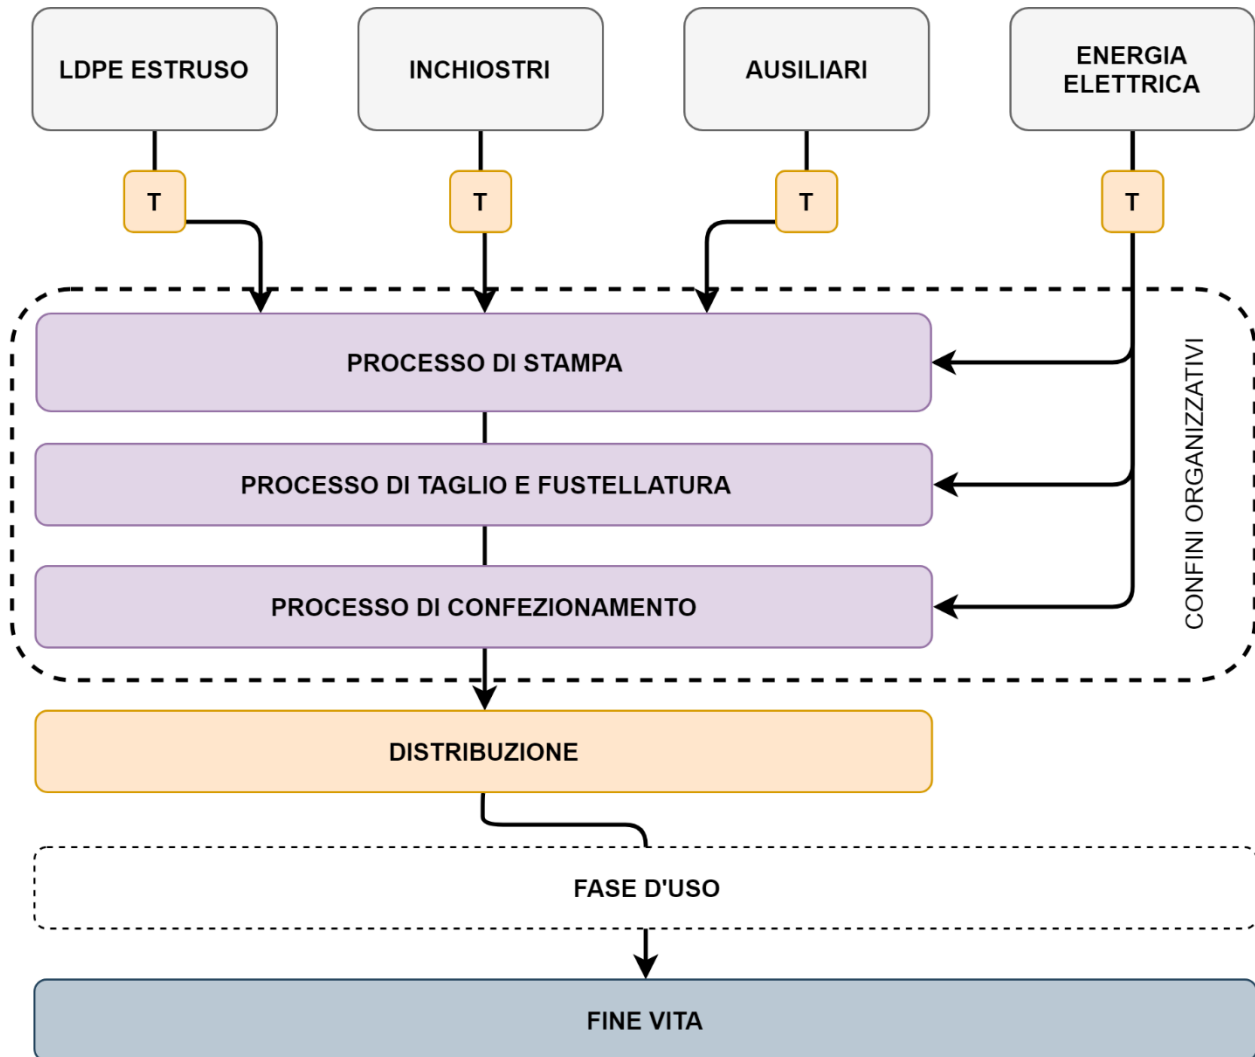 LDPE ESTRUSO
INCHIOSTRI
AUSILIARI
ENERGIA
ELETTRICA
T
T
T
T
PROCESSO DI STAMPA
PROCESSO DI TAGLIO E FUSTELLATURA
PROCESSO DI CONFEZIONAMENTO
CONFINI ORGANIZZATIVI
DISTRIBUZIONE
FASE D'USO
FINE VITA